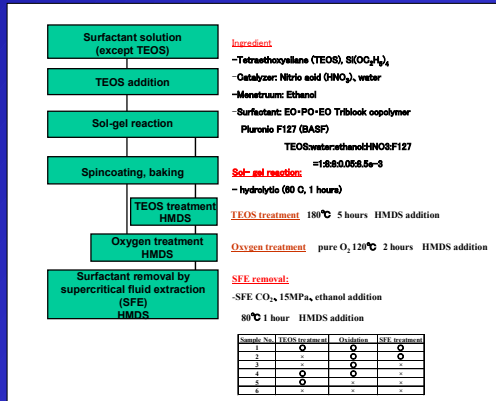 Surfactant solution
(except TEOS)
TEOS addition
Sol-gel reaction
Spincoating, baking
TEOS treatment
HMDS
Oxygen treatment
HMDS
Surfactant removal by
supercritical fluid extraction
(SFE)
HMDS
Ingredient
-Tetraethoxysilane (TEOS), Si(OC₂H₅)₄
-Catalyzer: Nitric acid (HNO₃)、water
-Menstruum: Ethanol
-Surfactant: EO・PO・EO Triblock copolymer
Pluronic F127 (BASF)
TEOS:water:ethanol:HNO3:F127
=1:8:8:0.05:6.5e-3
Sol- gel reaction:
- hydrolytic (60 C, 1 hours)
TEOS treatment 180℃ 5 hours HMDS addition
Oxygen treatment pure O₂ 120℃ 2 hours HMDS addition
SFE removal:
-SFE CO₂、15MPa、ethanol addition
80℃ 1 hour HMDS addition
Sample No. TEOS treatment Oxidation SFE treatment
1 O O O
2 × O O
3 × O ×
4 O O ×
5 O × ×
6 × × ×